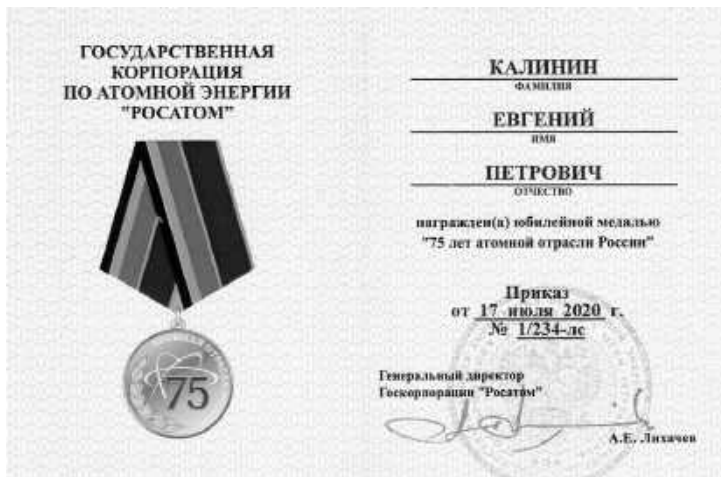 ГОСУДАРСТВЕННАЯ
КОРПОРАЦИЯ
ПО АТОМНОЙ ЭНЕРГИИ
"РОСАТОМ"
75
КАЛИНИН
ФАМИЛИЯ
ЕВГЕНИЙ
ИМЯ
ПЕТРОВИЧ
ОТЧЕСТВО
награжден(а) юбилейной медалью
"75 лет атомной отрасли России"
Приказ
от 17 июля 2020 г.
№ 1/234-лс
Генеральный директор
Госкорпорации "Росатом"
А.Е. Лихачев